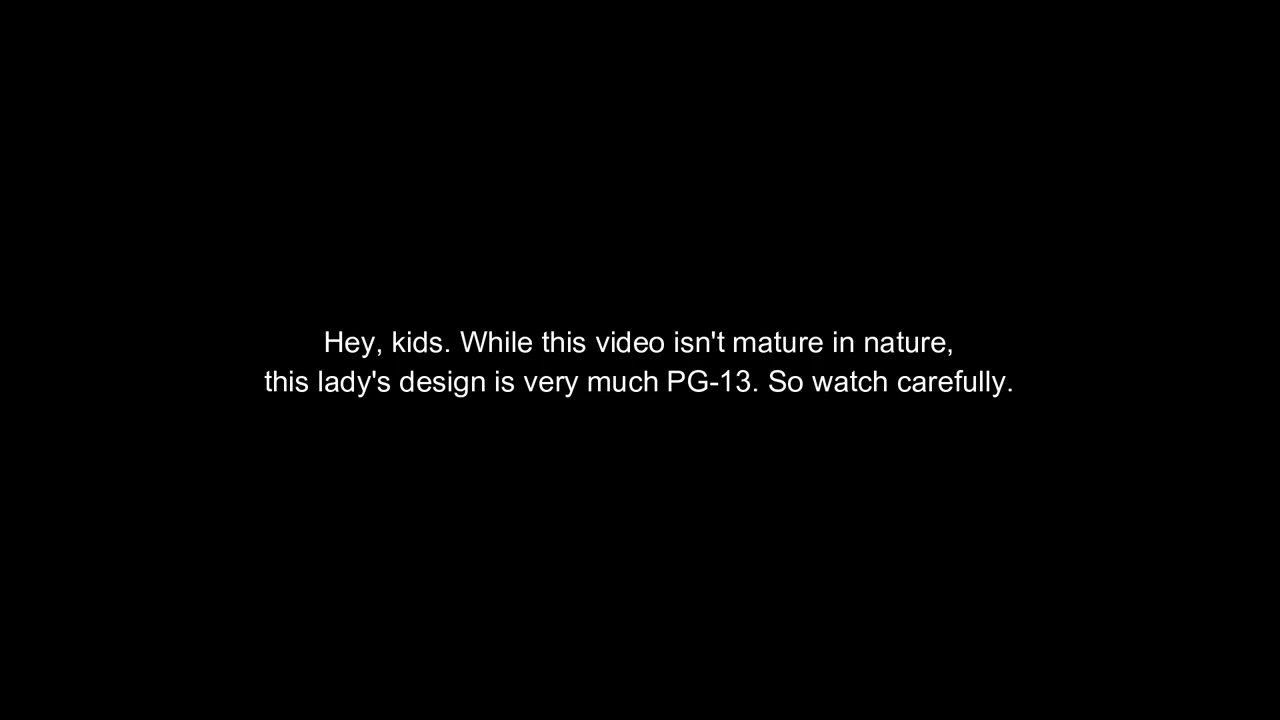 Hey, kids. While this video isn't mature in nature,
this lady's design is very much PG-13. So watch carefully.